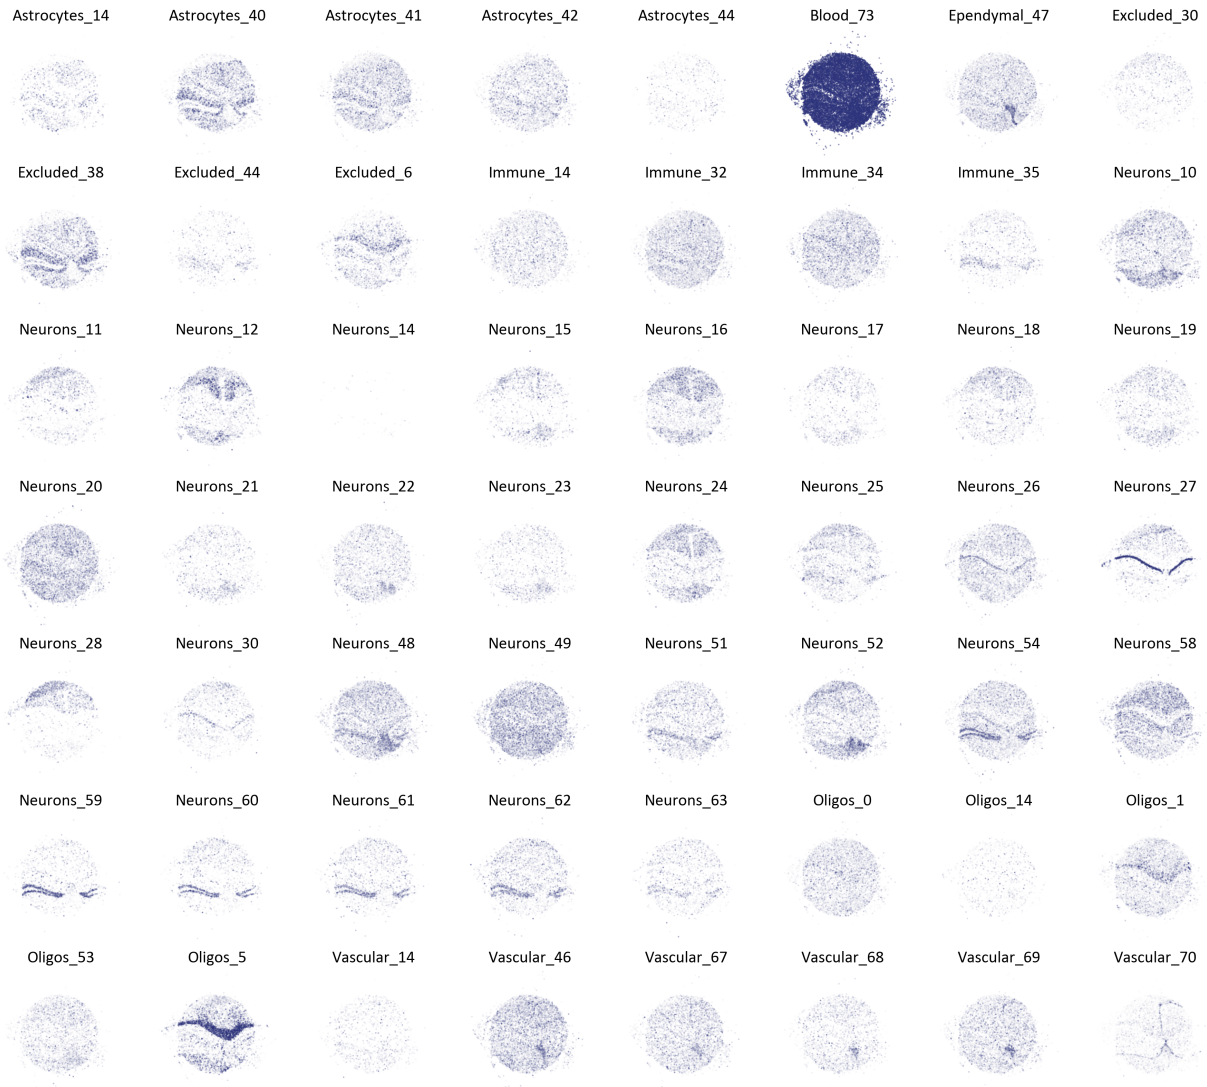 Astrocytes_14 Astrocytes_40 Astrocytes_41 Astrocytes_42 Astrocytes_44 Blood_73 Ependymal_47 Excluded_30
Excluded_38 Excluded_44 Excluded_6 Immune_14 Immune_32 Immune_34 Immune_35 Neurons_10
Neurons_11 Neurons_12 Neurons_14 Neurons_15 Neurons_16 Neurons_17 Neurons_18 Neurons_19
Neurons_20 Neurons_21 Neurons_22 Neurons_23 Neurons_24 Neurons_25 Neurons_26 Neurons_27
Neurons_28 Neurons_30 Neurons_48 Neurons_49 Neurons_51 Neurons_52 Neurons_54 Neurons_58
Neurons_59 Neurons_60 Neurons_61 Neurons_62 Neurons_63 Oligos_0 Oligos_14 Oligos_1
Oligos_53 Oligos_5 Vascular_14 Vascular_46 Vascular_67 Vascular_68 Vascular_69 Vascular_70